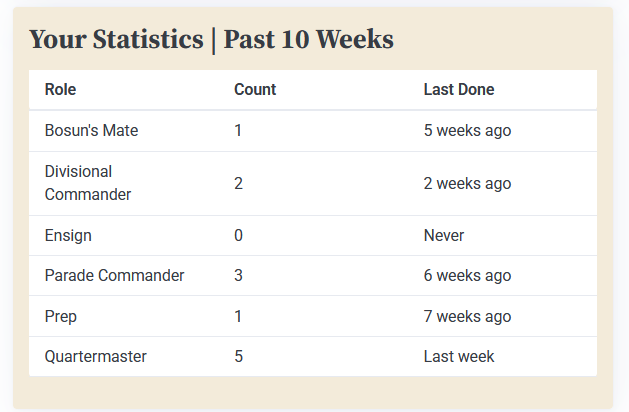 Your Statistics | Past 10 Weeks
Role Count Last Done
Bosun's Mate 1 5 weeks ago
Divisional
Commander 2 2 weeks ago
Ensign 0 Never
Parade Commander 3 6 weeks ago
Prep 1 7 weeks ago
Quartermaster 5 Last week